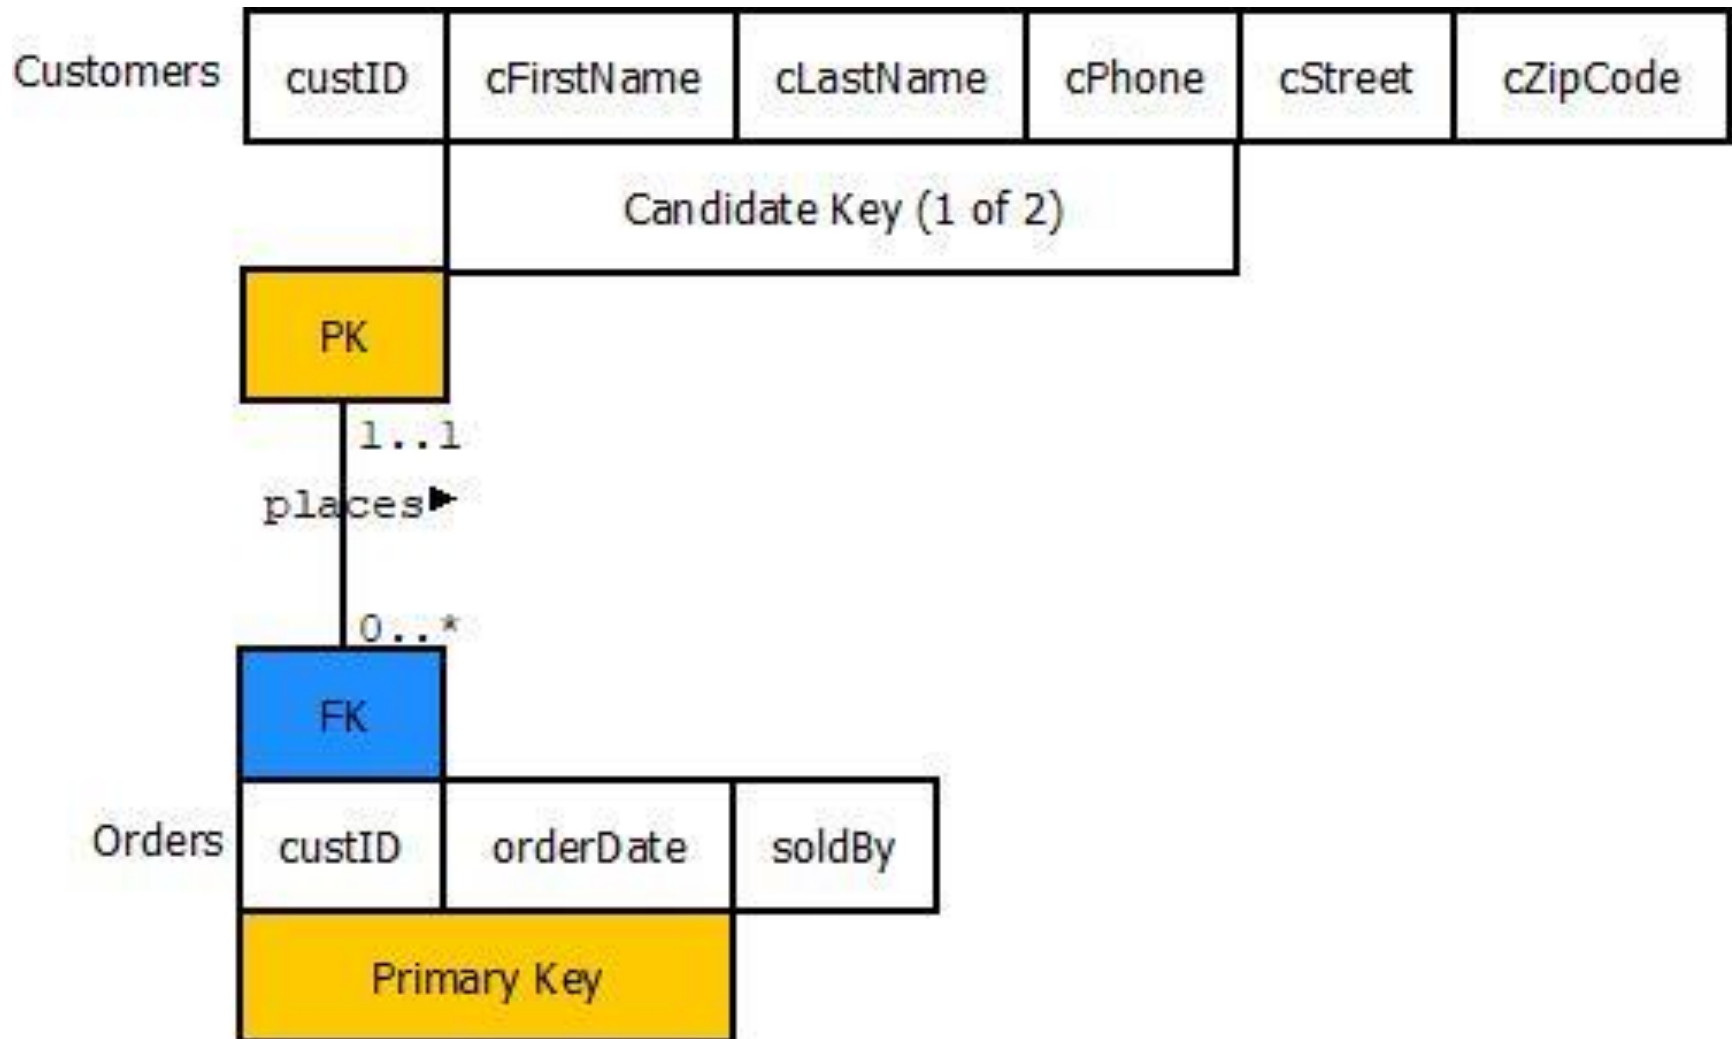 Customers custID cFirstName cLastName cPhone cStreet cZipCode
Candidate Key (1 of 2)
PK
1..1
places►
0..*
FK
Orders custID orderDate soldBy
Primary Key